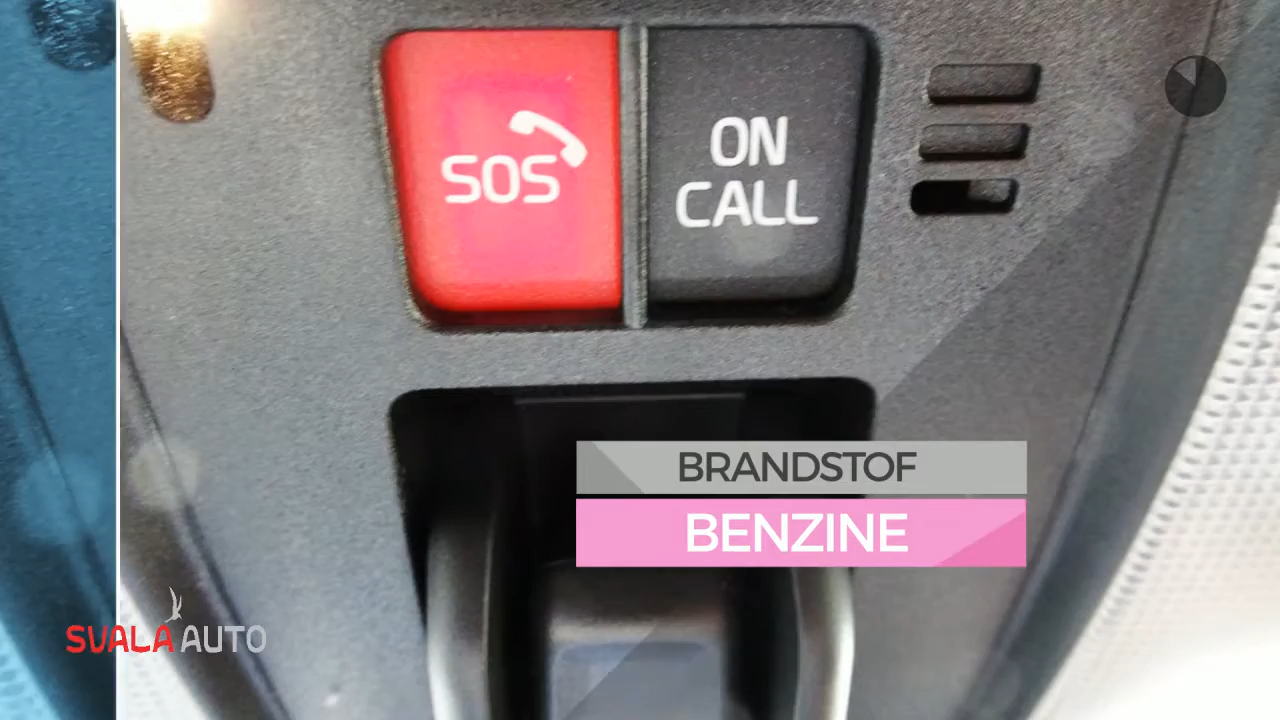 SOS
ON
CALL
BRANDSTOF
BENZINE
SVALA AUTO